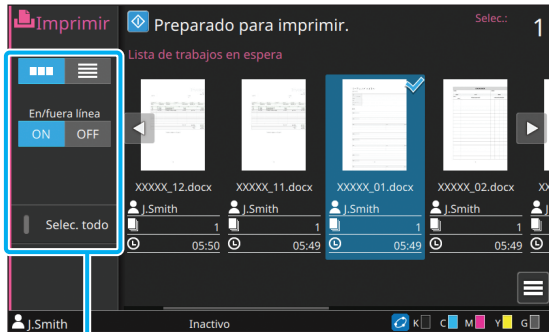 Imprimir
Preparado para imprimir.
Selec.: 1
Lista de trabajos en espera
En/fuera línea
ON OFF
Selec. todo
XXXXX_12.docx XXXXX_11.docx XXXXX_01.docx XXXXX_02.docx XX
J.Smith J.Smith J.Smith J.Smith J
1 1 1 1
05:50 05:49 05:49 05:49
J.Smith Inactivo K C M Y G